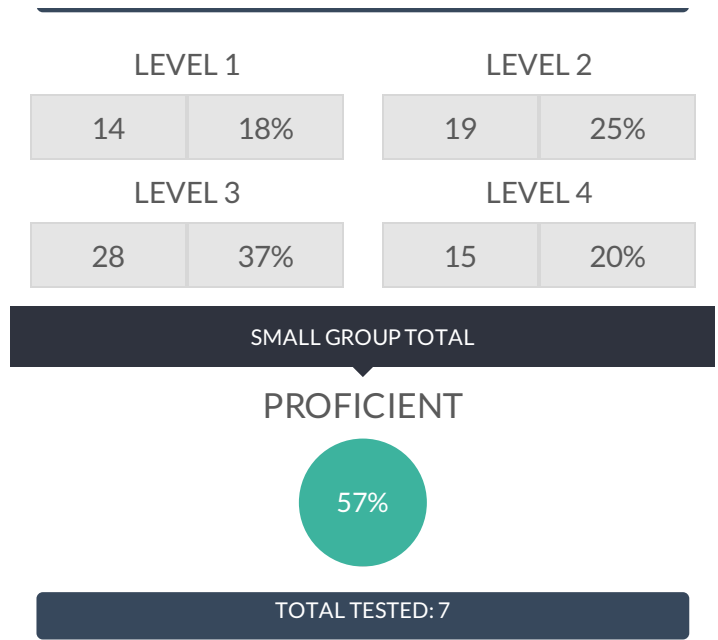 LEVEL 1 LEVEL 2
14 18% 19 25%
LEVEL 3 LEVEL 4
28 37% 15 20%
SMALL GROUP TOTAL
PROFICIENT
57%
TOTAL TESTED: 7